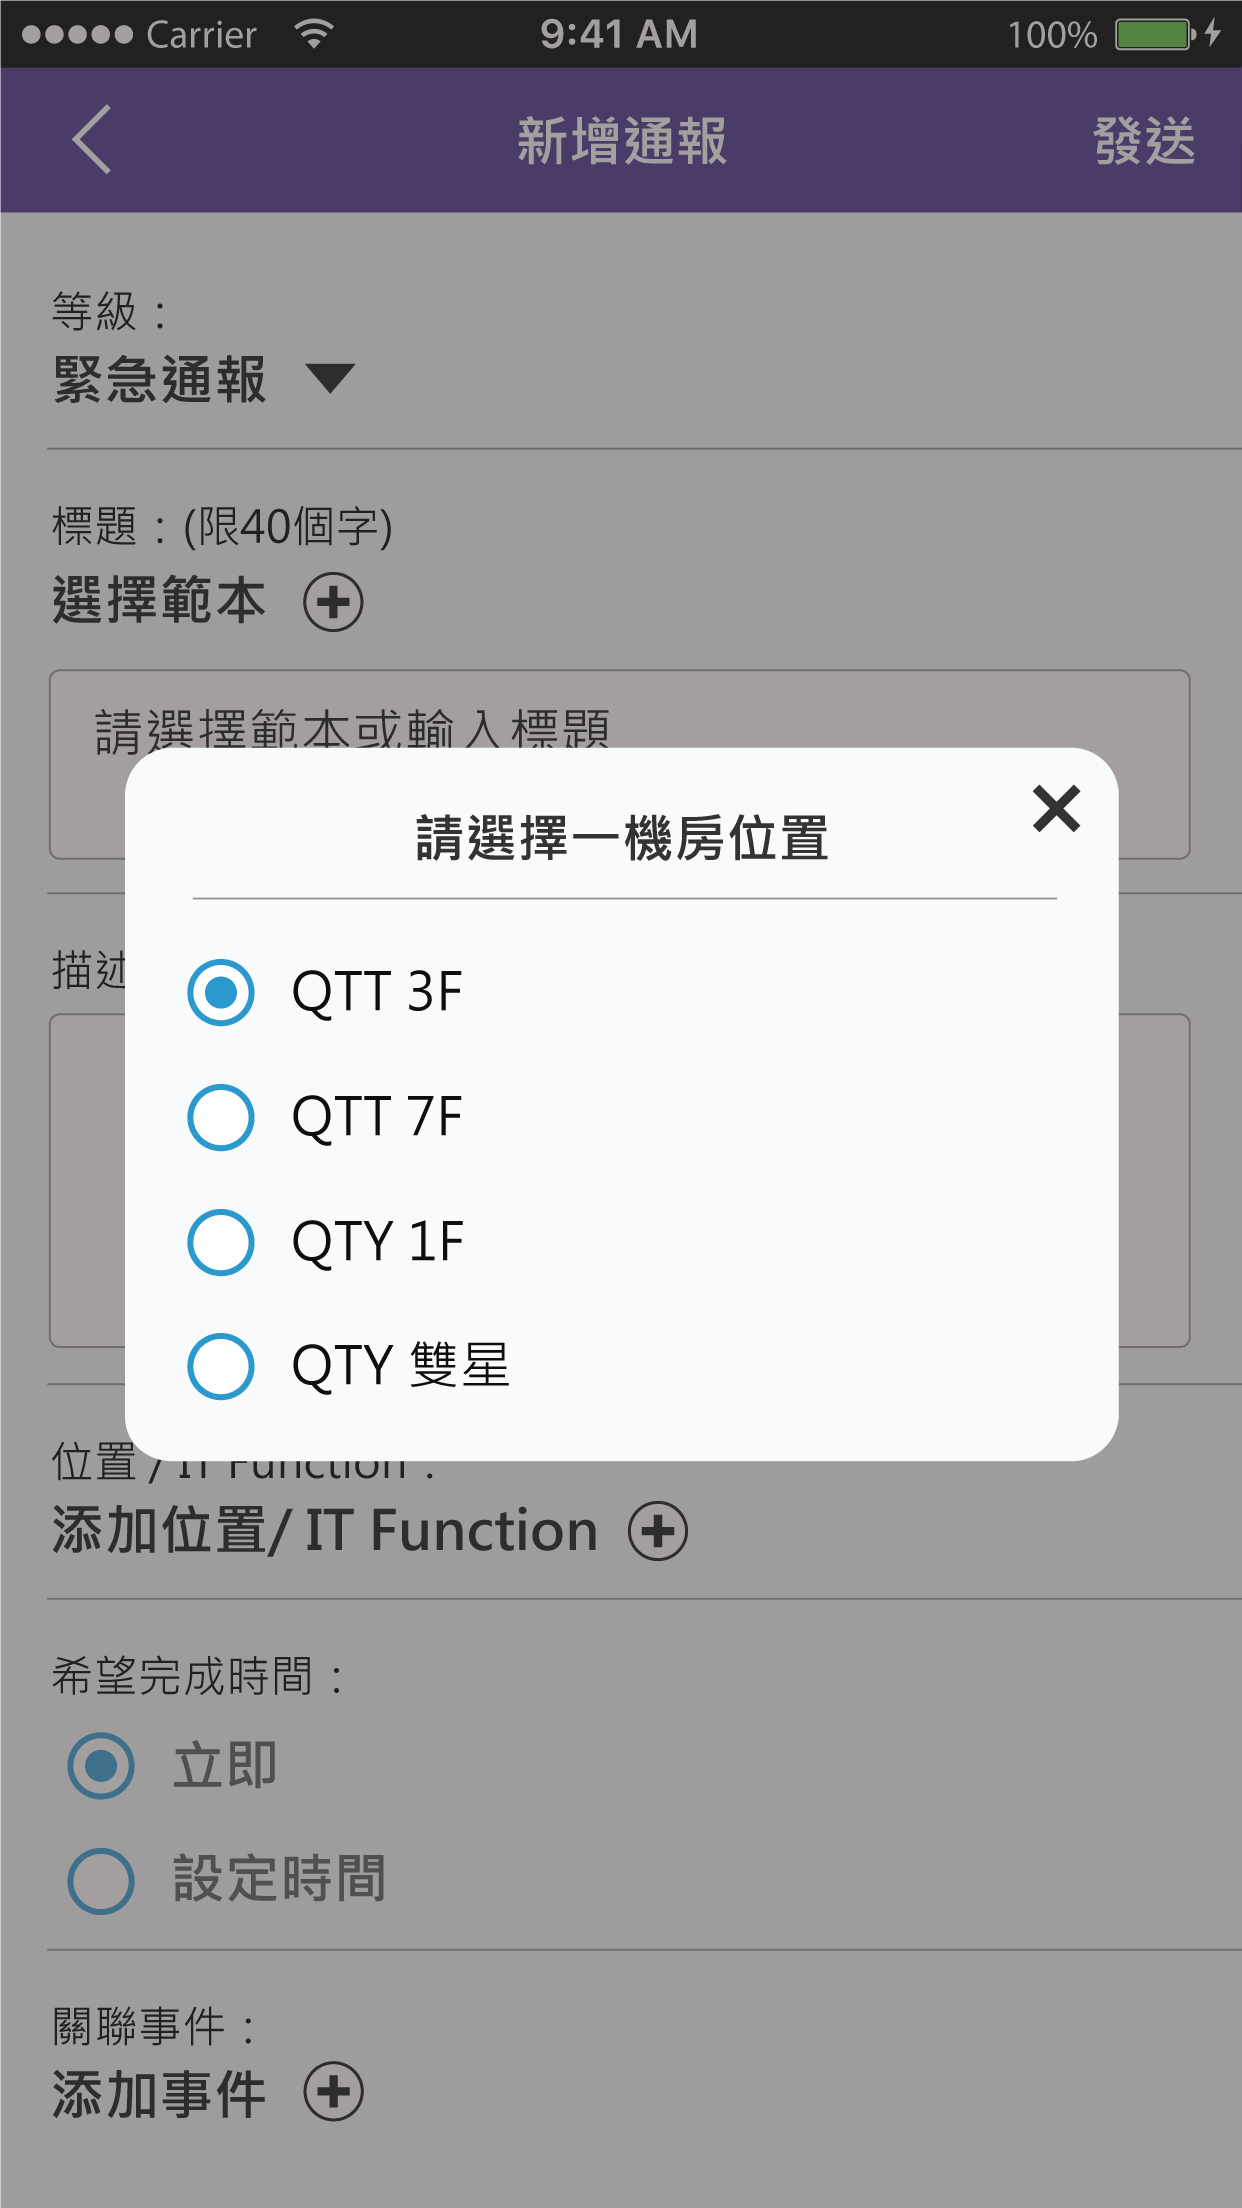 Carrier 9:41 AM 100%
新增通報 發送
等級：
緊急通報
標題：(限40個字)
選擇範本
請選擇範本或輸入標題
請選擇一機房位置
QTT 3F
QTT 7F
QTY 1F
QTY 雙星
描述
位置 / IT Function：
添加位置/ IT Function
希望完成時間：
立即
設定時間
關聯事件：
添加事件